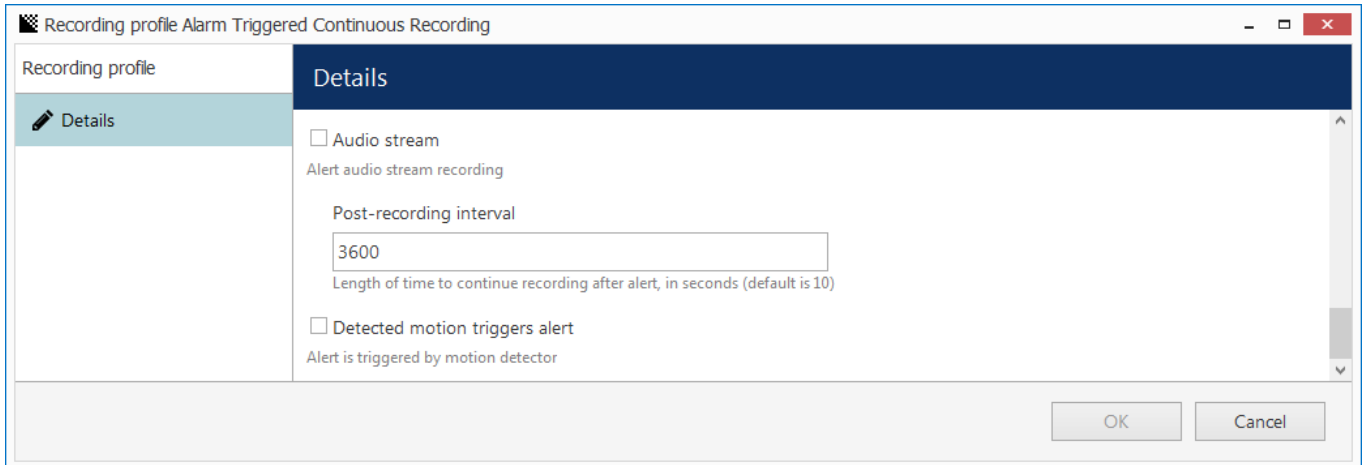 Recording profile Alarm Triggered Continuous Recording
Recording profile
Details
Details
Audio stream
Alert audio stream recording
Post-recording interval
3600
Length of time to continue recording after alert, in seconds (default is 10)
Detected motion triggers alert
Alert is triggered by motion detector
OK
Cancel